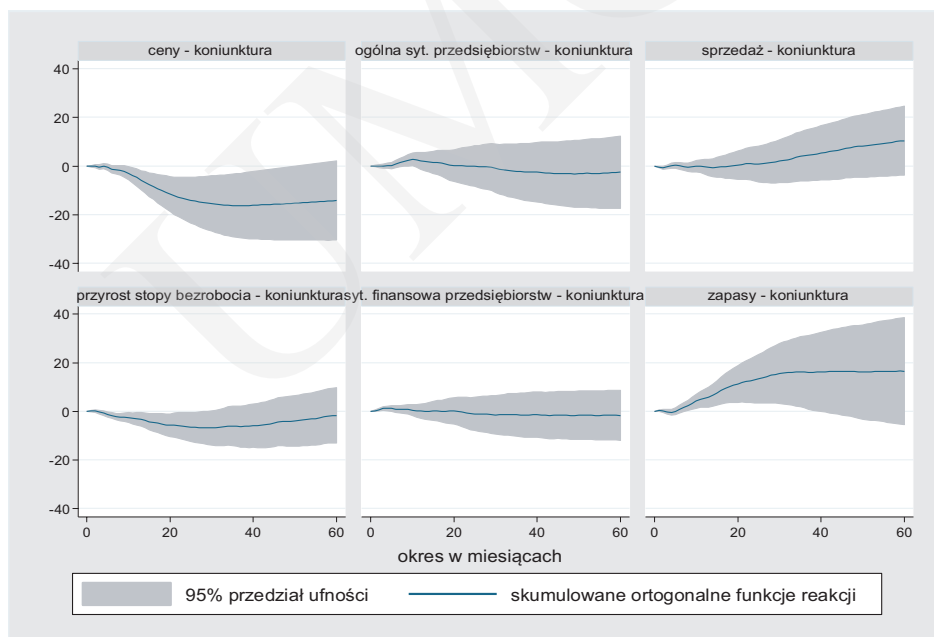 ceny - koniunktura
ogólna syt. przedsiębiorstw - koniunktura
sprzedaż - koniunktura
40
20
0
-20
-40
przyrost stopy bezrobocia - koniunktura
syt. finansowa przedsiębiorstw - koniunktura
zapasy - koniunktura
40
20
0
-20
-40
0 20 40 60
0 20 40 60
0 20 40 60
okres w miesiącach
95% przedział ufności
skumulowane ortogonalne funkcje reakcji